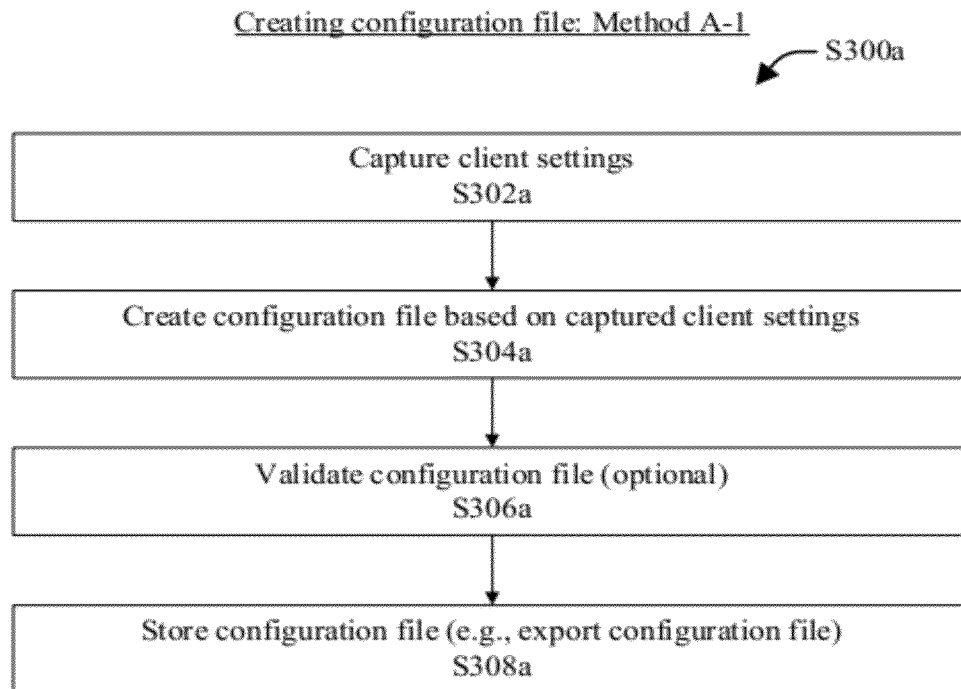 Creating configuration file: Method A-1
S300a
Capture client settings
S302a
Create configuration file based on captured client settings
S304a
Validate configuration file (optional)
S306a
Store configuration file (e.g., export configuration file)
S308a